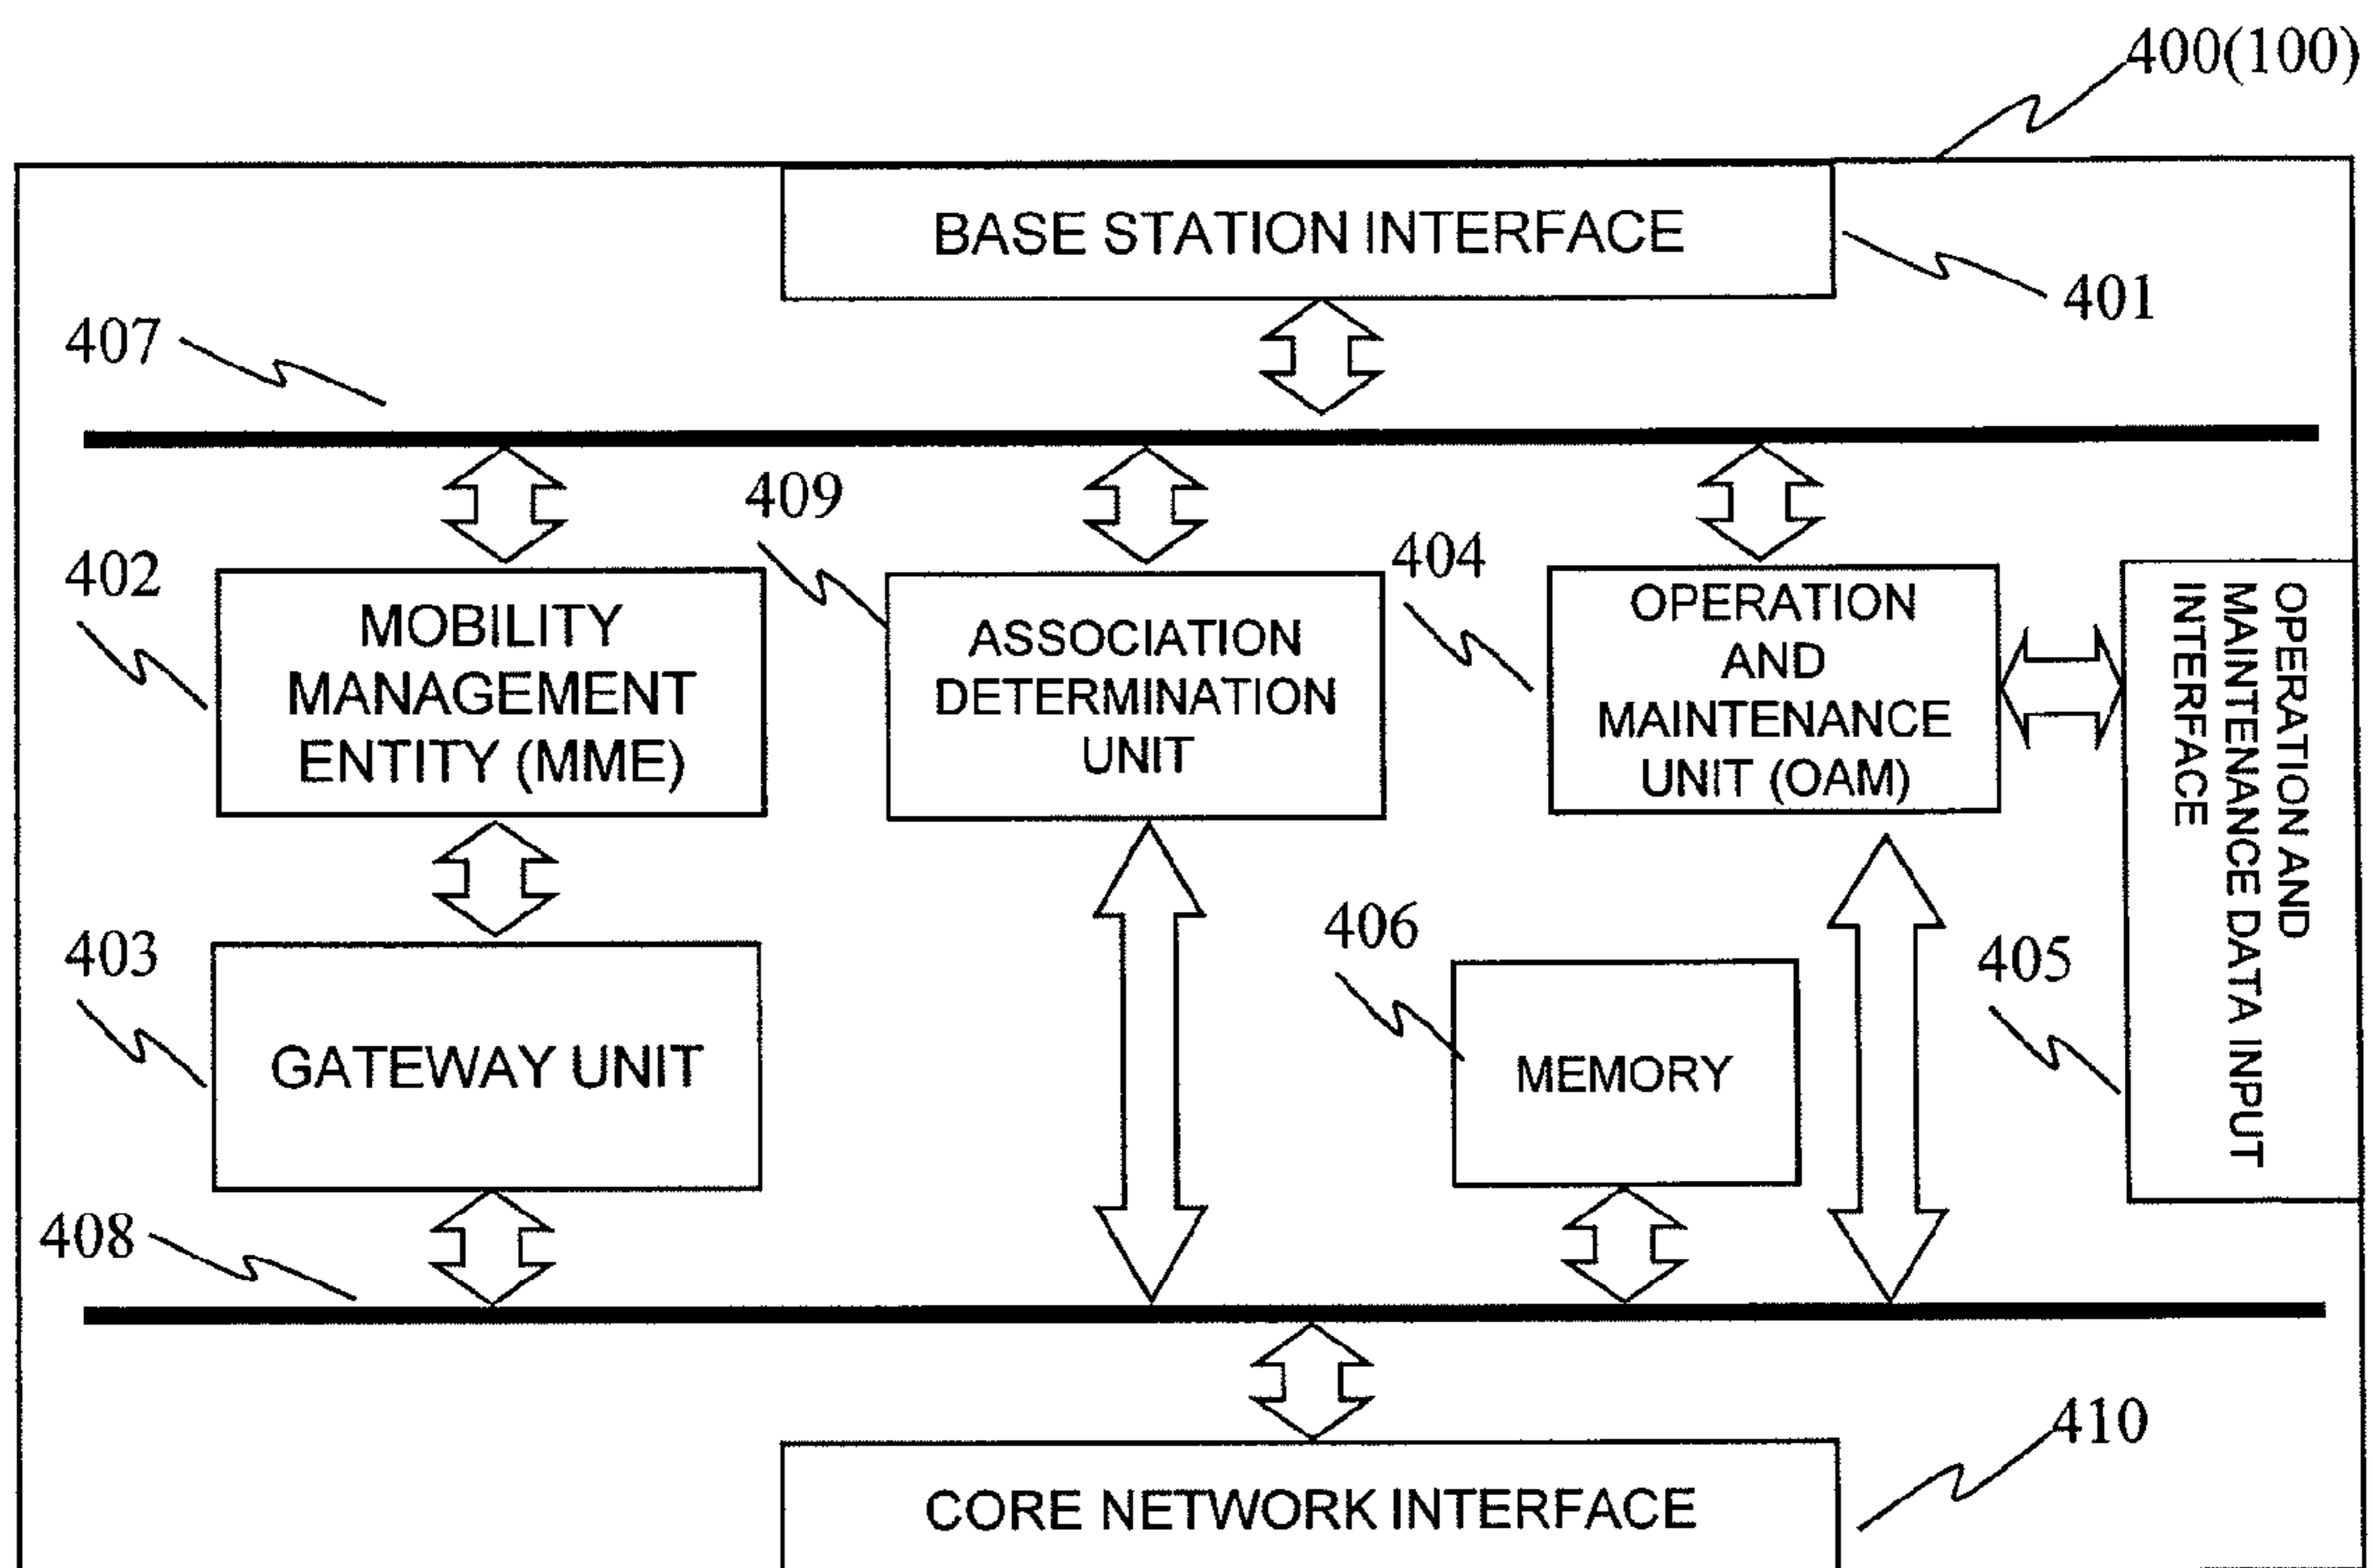 400(100)
BASE STATION INTERFACE
401
407
409
404
402
MOBILITY
MANAGEMENT
ENTITY (MME)
ASSOCIATION
DETERMINATION
UNIT
OPERATION
AND
MAINTENANCE
UNIT (OAM)
OPERATION AND
MAINTENANCE DATA INPUT
INTERFACE
403
GATEWAY UNIT
406
MEMORY
405
408
410
CORE NETWORK INTERFACE